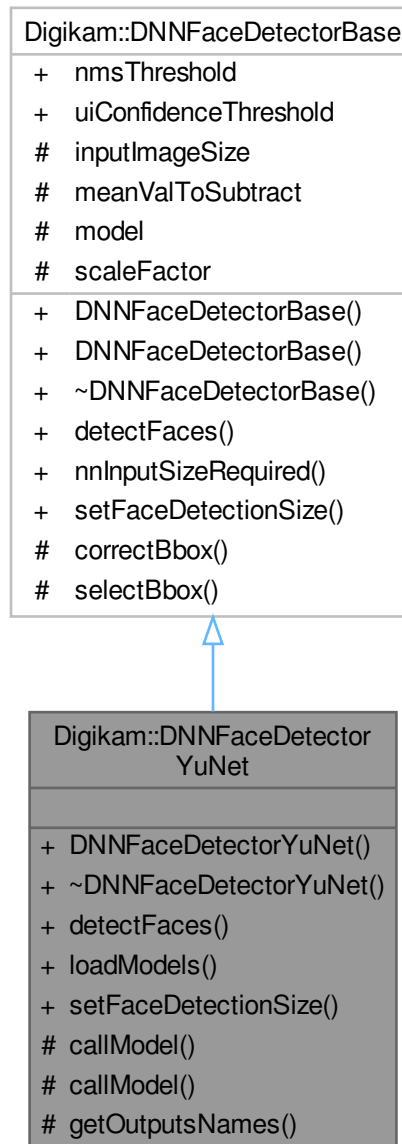 Digikam::DNNFaceDetectorBase
+ nmsThreshold
+ uiConfidenceThreshold
# inputImageSize
# meanValToSubtract
# model
# scaleFactor
+ DNNFaceDetectorBase()
+ DNNFaceDetectorBase()
+ ~DNNFaceDetectorBase()
+ detectFaces()
+ nnInputSizeRequired()
+ setFaceDetectionSize()
# correctBbox()
# selectBbox()
Digikam::DNNFaceDetector
YuNet
+ DNNFaceDetectorYuNet()
+ ~DNNFaceDetectorYuNet()
+ detectFaces()
+ loadModels()
+ setFaceDetectionSize()
# callModel()
# callModel()
# getOutputsNames()